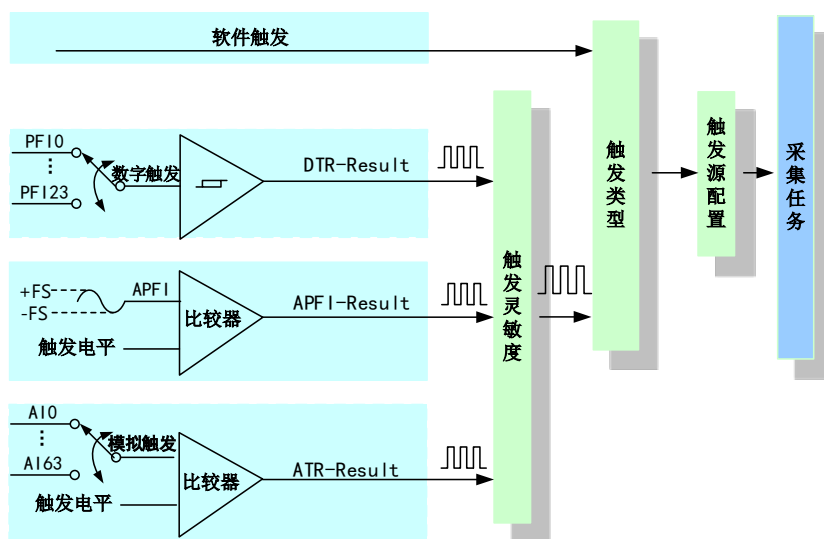 软件触发
PFI0
⋮
PFI23
数字触发
DTR-Result
+FS
-FS
APFI
触发电平
比较器
APFI-Result
AI0
⋮
AI63
模拟触发
触发电平
比较器
ATR-Result
触发灵敏度
触发类型
触发源配置
采集任务